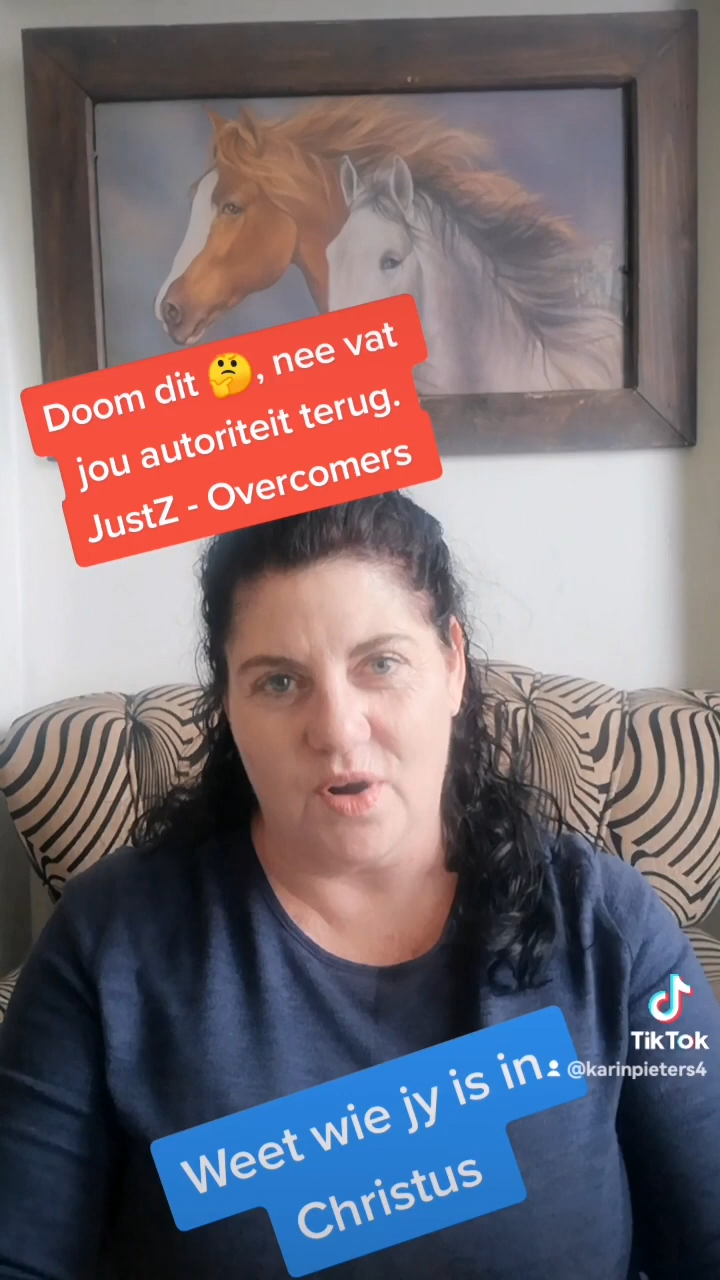 Doom dit 🤔, nee vat
jou autoriteit terug.
JustZ - Overcomers
TikTok
@karinpieters4
Weet wie jy is in
Christus